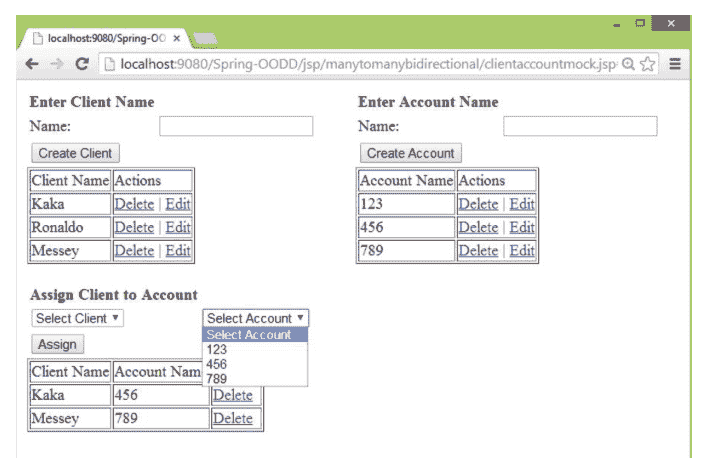 localhost:9080/Spring-OO
localhost:9080/Spring-OODD/jsp/manytomanybidirectional/clientaccountmock.jsp
Enter Client Name
Name:
Create Client
Client Name Actions
Kaka Delete | Edit
Ronaldo Delete | Edit
Messey Delete | Edit
Enter Account Name
Name:
Create Account
Account Name Actions
123 Delete | Edit
456 Delete | Edit
789 Delete | Edit
Assign Client to Account
Select Client Select Account
Select Account
123
456
789
Assign
Client Name Account Nam
Kaka 456 Delete
Messey 789 Delete